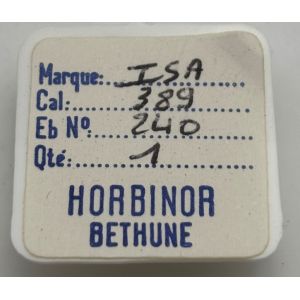 Marque: ISA
Cal: 389
Eb Nº 240
Qté: 1
HORBINOR
BETHUNE